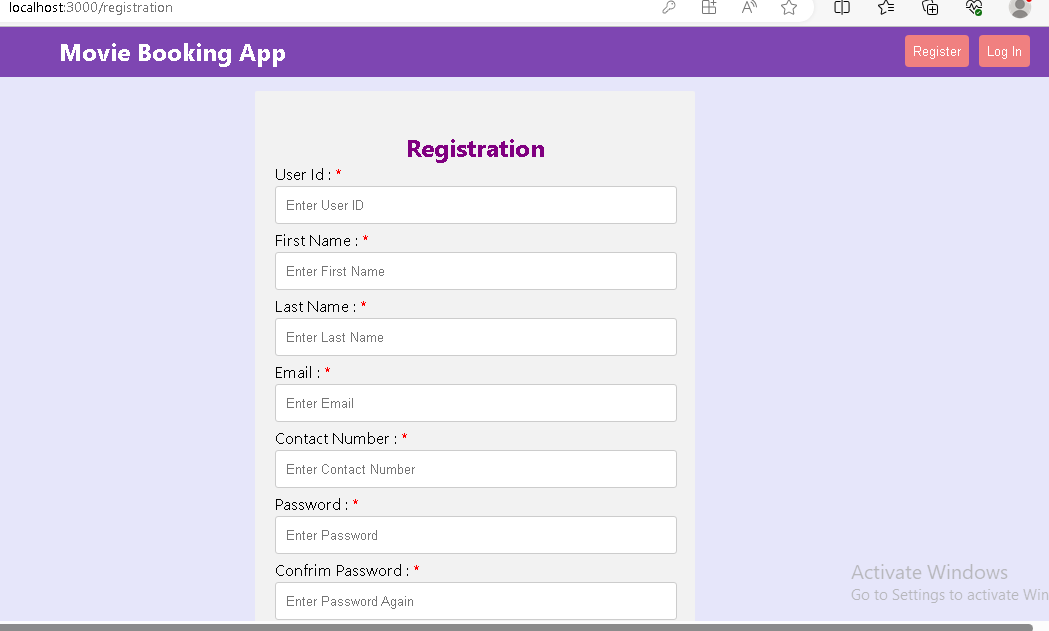 localhost:3000/registration
Movie Booking App
Register Log In
Registration
User Id : *
Enter User ID
First Name : *
Enter First Name
Last Name : *
Enter Last Name
Email : *
Enter Email
Contact Number : *
Enter Contact Number
Password : *
Enter Password
Confrim Password : *
Enter Password Again
Activate Windows
Go to Settings to activate Win